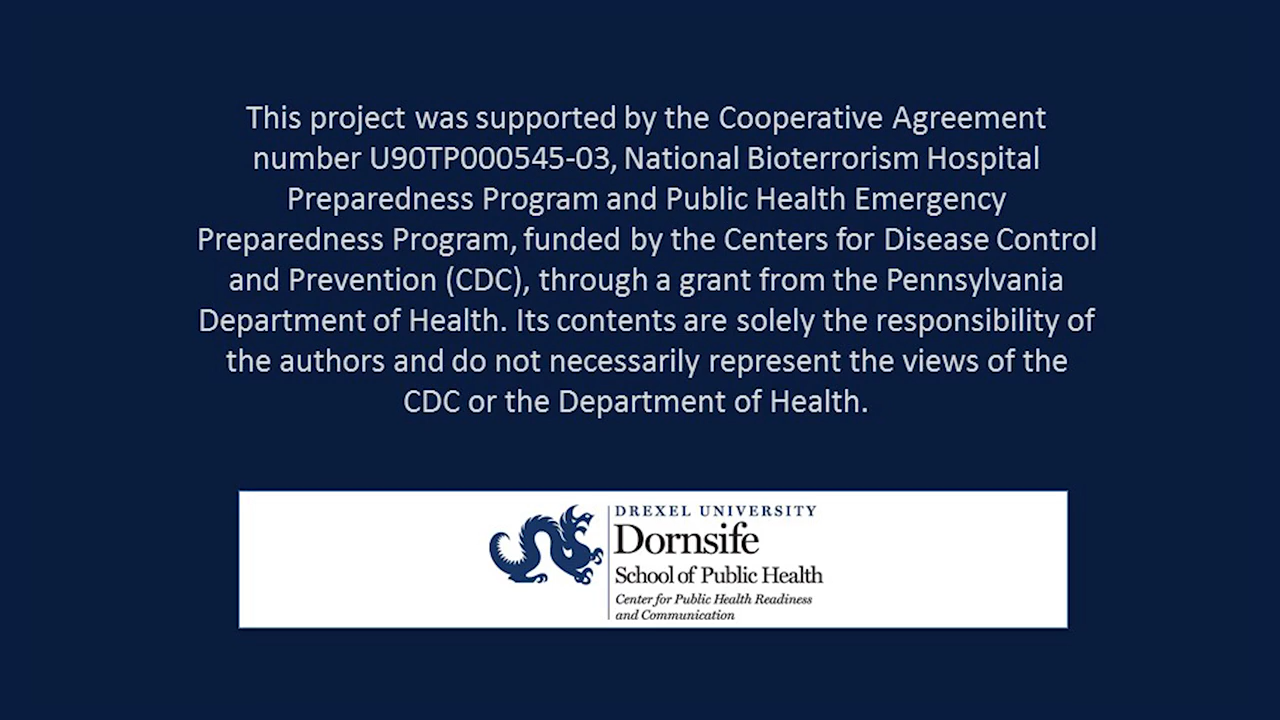 This project was supported by the Cooperative Agreement
number U90TP000545-03, National Bioterrorism Hospital
Preparedness Program and Public Health Emergency
Preparedness Program, funded by the Centers for Disease Control
and Prevention (CDC), through a grant from the Pennsylvania
Department of Health. Its contents are solely the responsibility of
the authors and do not necessarily represent the views of the
CDC or the Department of Health.
DREXEL UNIVERSITY
Dornsife
School of Public Health
Center for Public Health Readiness
and Communication